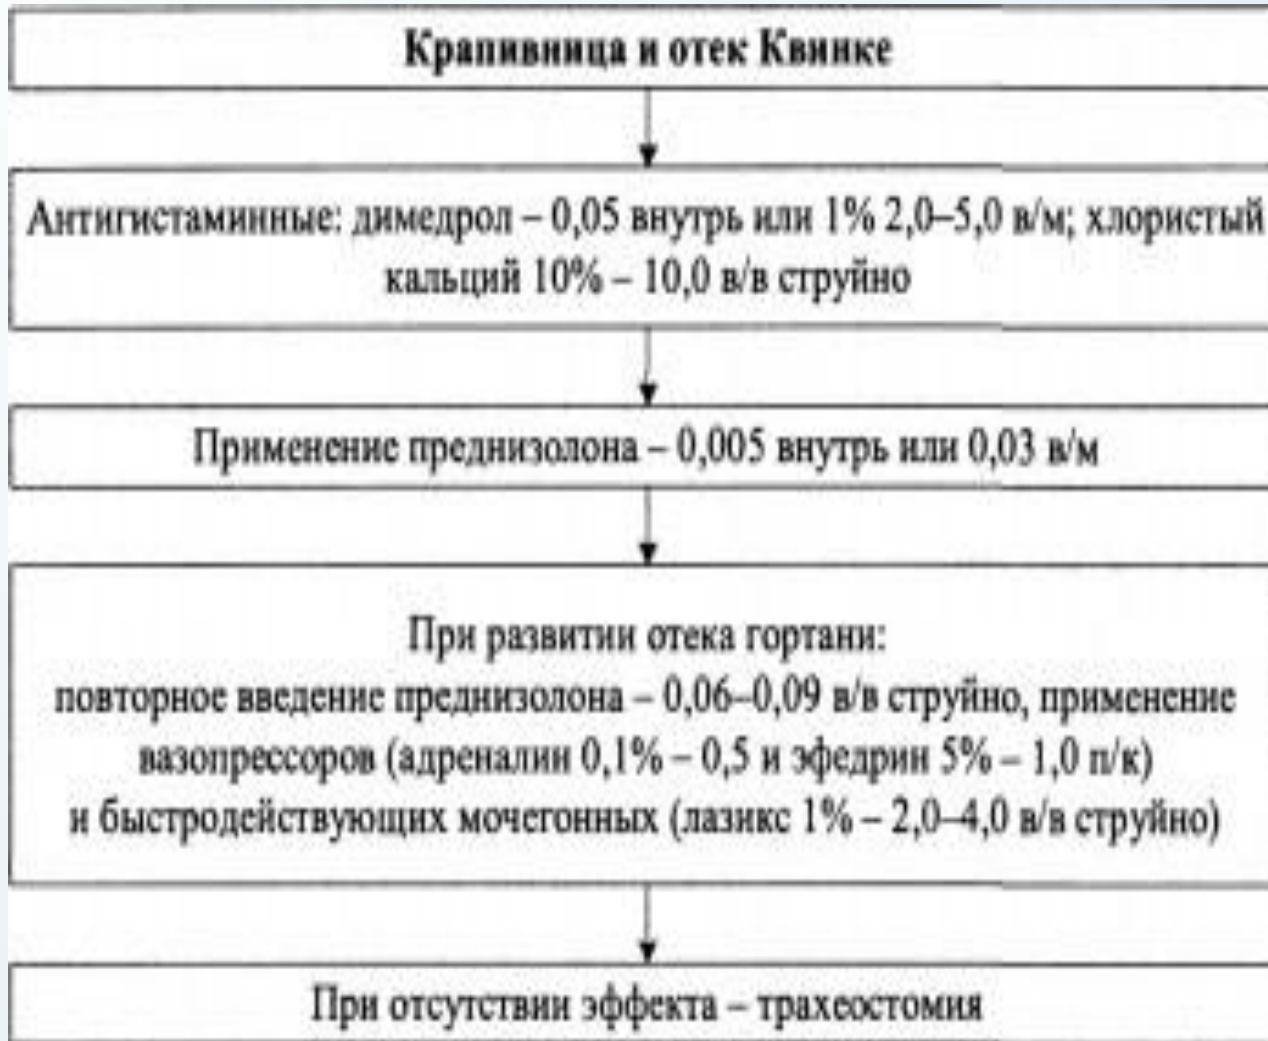 Крапивница и отек Квинке
Антигистаминные: димедрол – 0,05 внутрь или 1% 2,0–5,0 в/м; хлористый
кальций 10% – 10,0 в/в струйно
Применение преднизолона – 0,005 внутрь или 0,03 в/м
При развитии отека гортани:
повторное введение преднизолона – 0,06–0,09 в/в струйно, применение
вазопрессоров (адреналин 0,1% – 0,5 и эфедрин 5% – 1,0 п/к)
и быстродействующих мочегонных (лазикс 1% – 2,0–4,0 в/в струйно)
При отсутствии эффекта – трахеостомия